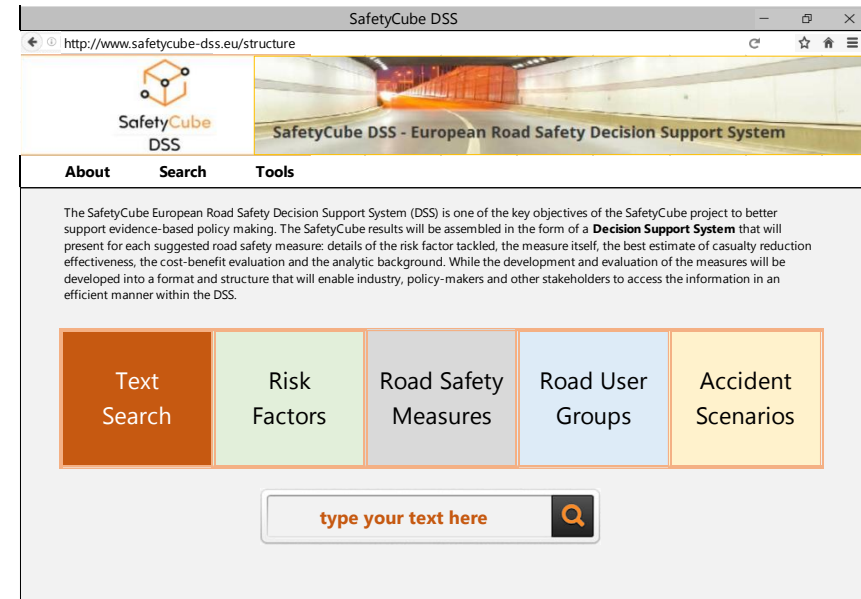 SafetyCube DSS
http://www.safetycube-dss.eu/structure
SafetyCube
DSS
SafetyCube DSS - European Road Safety Decision Support System
About Search Tools
The SafetyCube European Road Safety Decision Support System (DSS) is one of the key objectives of the SafetyCube project to better
support evidence-based policy making. The SafetyCube results will be assembled in the form of a Decision Support System that will
present for each suggested road safety measure: details of the risk factor tackled, the measure itself, the best estimate of casualty reduction
effectiveness, the cost-benefit evaluation and the analytic background. While the development and evaluation of the measures will be
developed into a format and structure that will enable industry, policy-makers and other stakeholders to access the information in an
efficient manner within the DSS.
Text
Search
Risk
Factors
Road Safety
Measures
Road User
Groups
Accident
Scenarios
type your text here